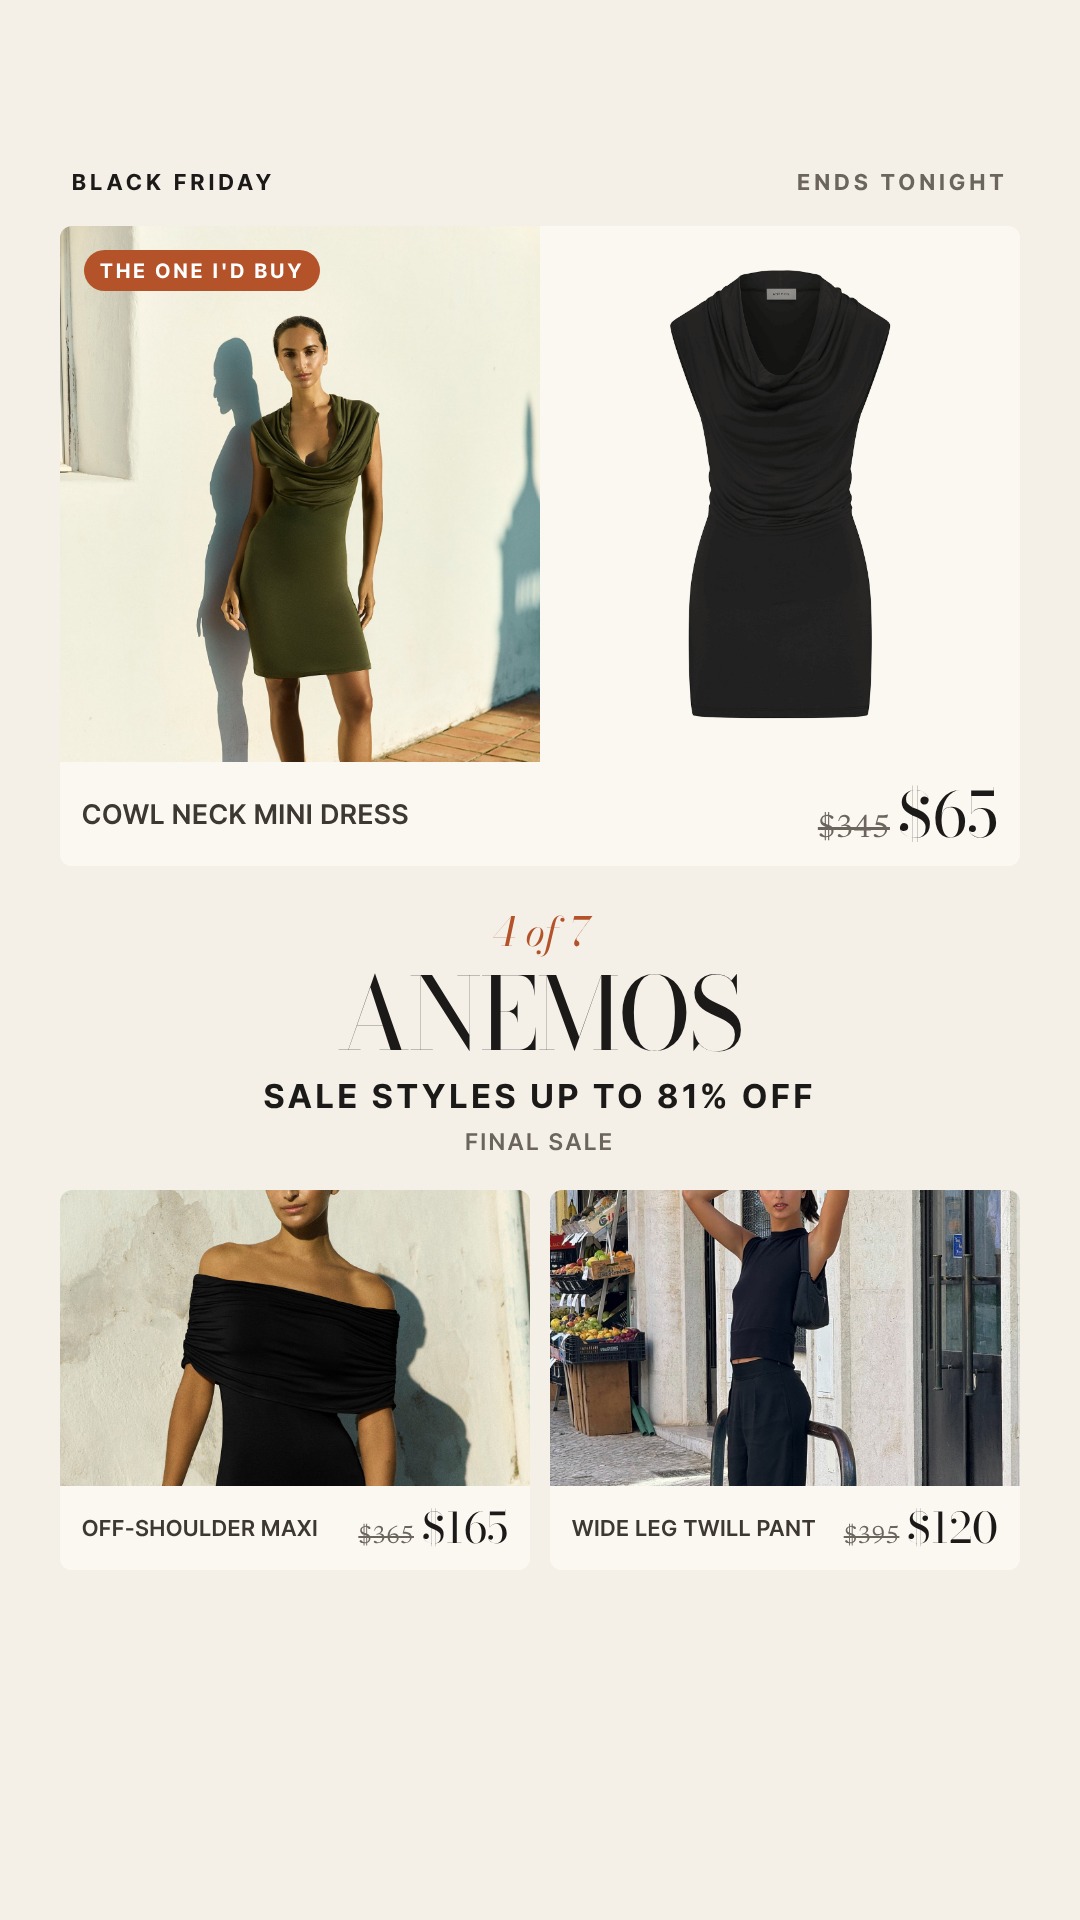 BLACK FRIDAY
ENDS TONIGHT
THE ONE I'D BUY
COWL NECK MINI DRESS
$345 $65
4 of 7
ANEMOS
SALE STYLES UP TO 81% OFF
FINAL SALE
OFF-SHOULDER MAXI
$365 $165
WIDE LEG TWILL PANT
$395 $120